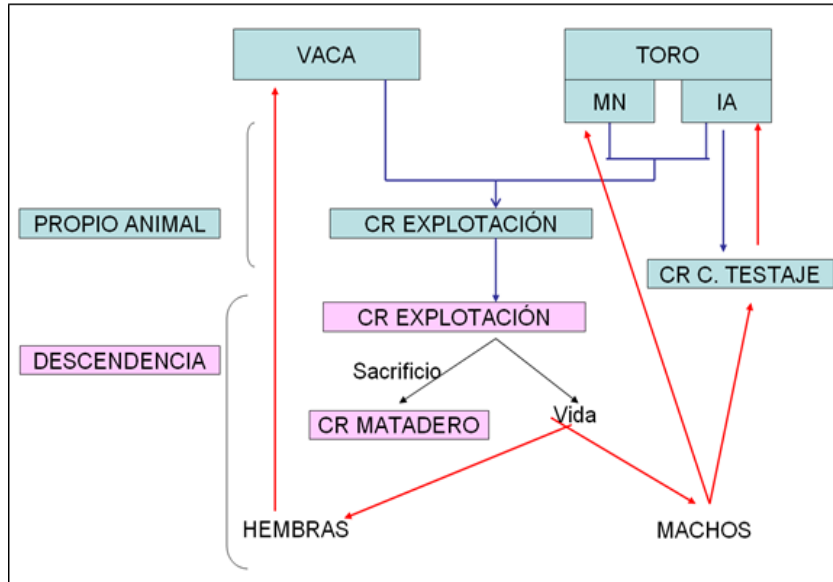 VACA
TORO
MN
IA
PROPIO ANIMAL
CR EXPLOTACIÓN
CR C. TESTAJE
CR EXPLOTACIÓN
DESCENDENCIA
Sacrificio
CR MATADERO
Vida
HEMBRAS
MACHOS